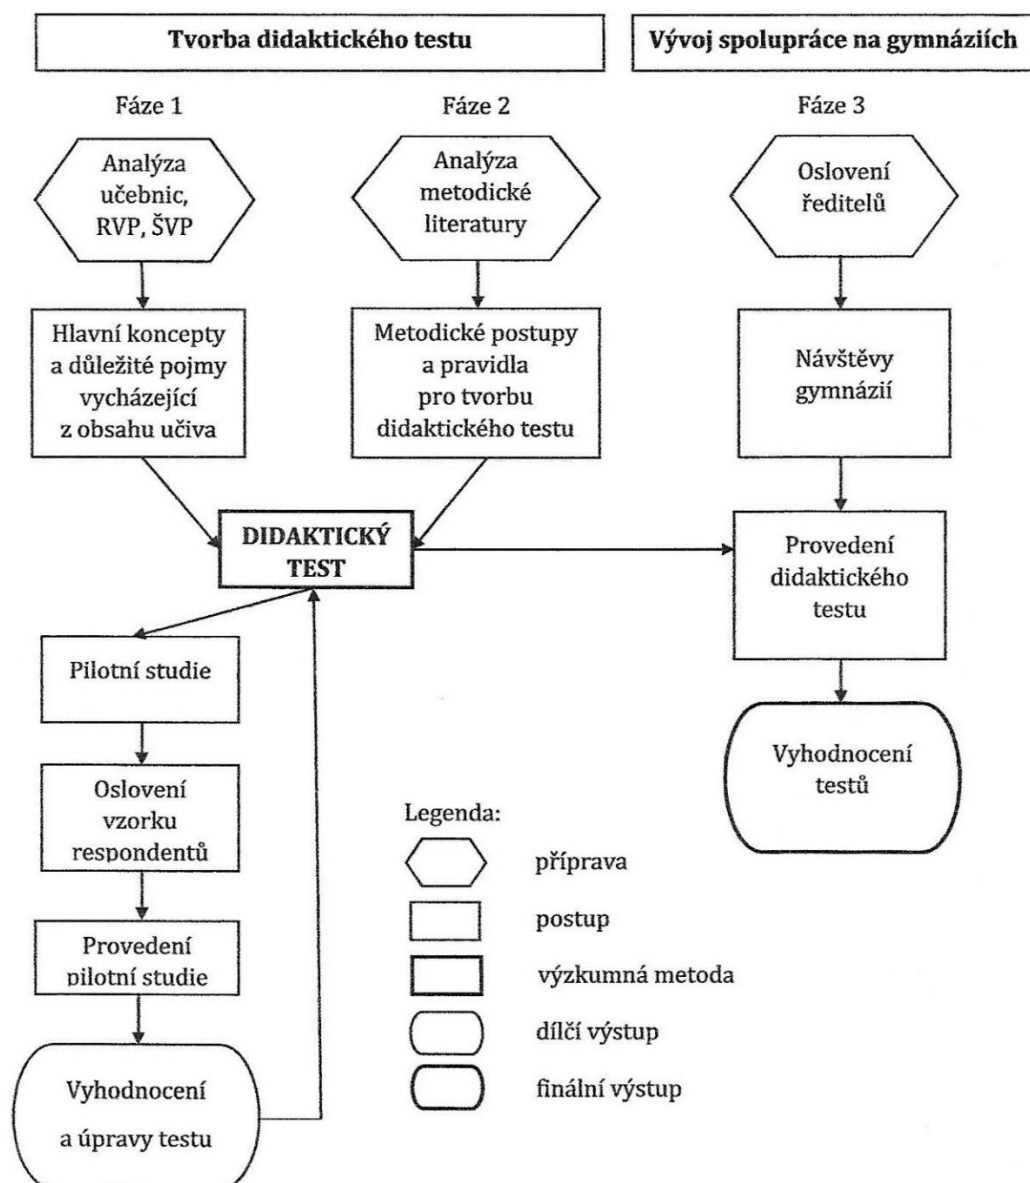 Tvorba didaktického testu
Vývoj spolupráce na gymnáziích
Fáze 1
Fáze 2
Fáze 3
Analýza
učebnic,
RVP, ŠVP
Analýza
metodické
literatury
Oslovení
ředitelů
Hlavní koncepty
a důležité pojmy
vycházející
z obsahu učiva
Metodické postupy
a pravidla
pro tvorbu
didaktického testu
Návštěvy
gymnázií
DIDAKTICKÝ
TEST
Provedení
didaktického
testu
Pilotní studie
Vyhodnocení
testů
Oslovení
vzorku
respondentů
Provedení
pilotní studie
Vyhodnocení
a úpravy testu
Legenda:
příprava
postup
výzkumná metoda
dílčí výstup
finální výstup